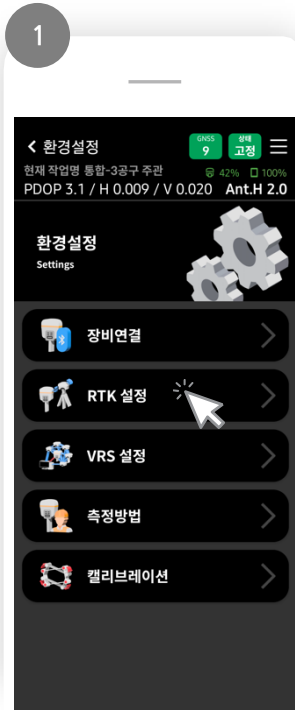 1
환경설정
GNSS
9
상태
고정
현재 작업명 통합-3공구 주관
42%
100%
PDOP 3.1 / H 0.009 / V 0.020 Ant.H 2.0
환경설정
Settings
장비연결
RTK 설정
VRS 설정
측정방법
캘리브레이션